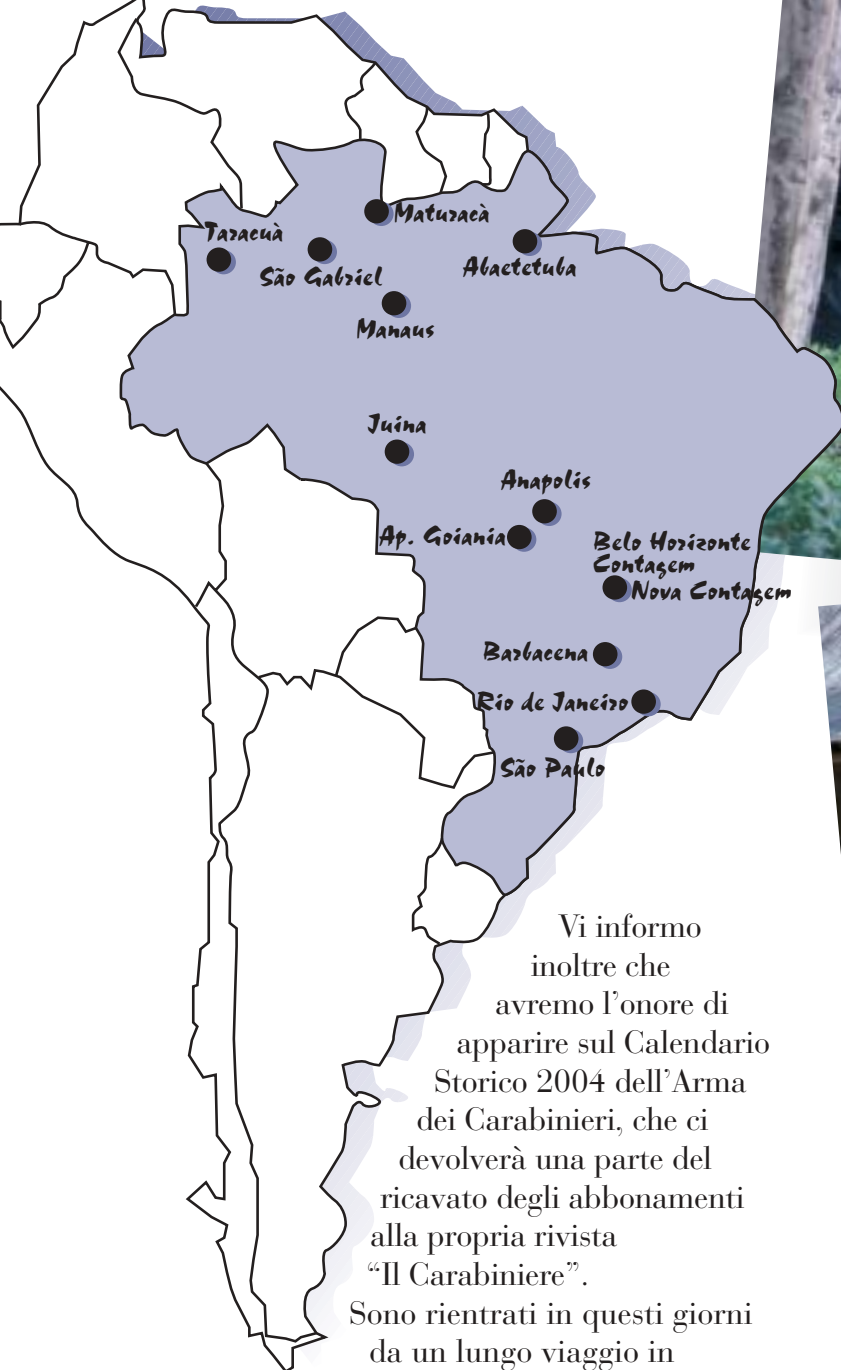 Maturacà
Taracuà
São Gabriel
Abaetetuba
Manaus
Juina
Anapolis
Ap. Goiania
Belo Horizonte
Contagem
Nova Contagem
Barbacena
Rio de Janeiro
São Paulo
Vi informo
inoltre che
avremo l’onore di
apparire sul Calendario
Storico 2004 dell’Arma
dei Carabinieri, che ci
devolverà una parte del
ricavato degli abbonamenti
alla propria rivista
“Il Carabiniere”.
Sono rientrati in questi giorni
da un lungo viaggio in